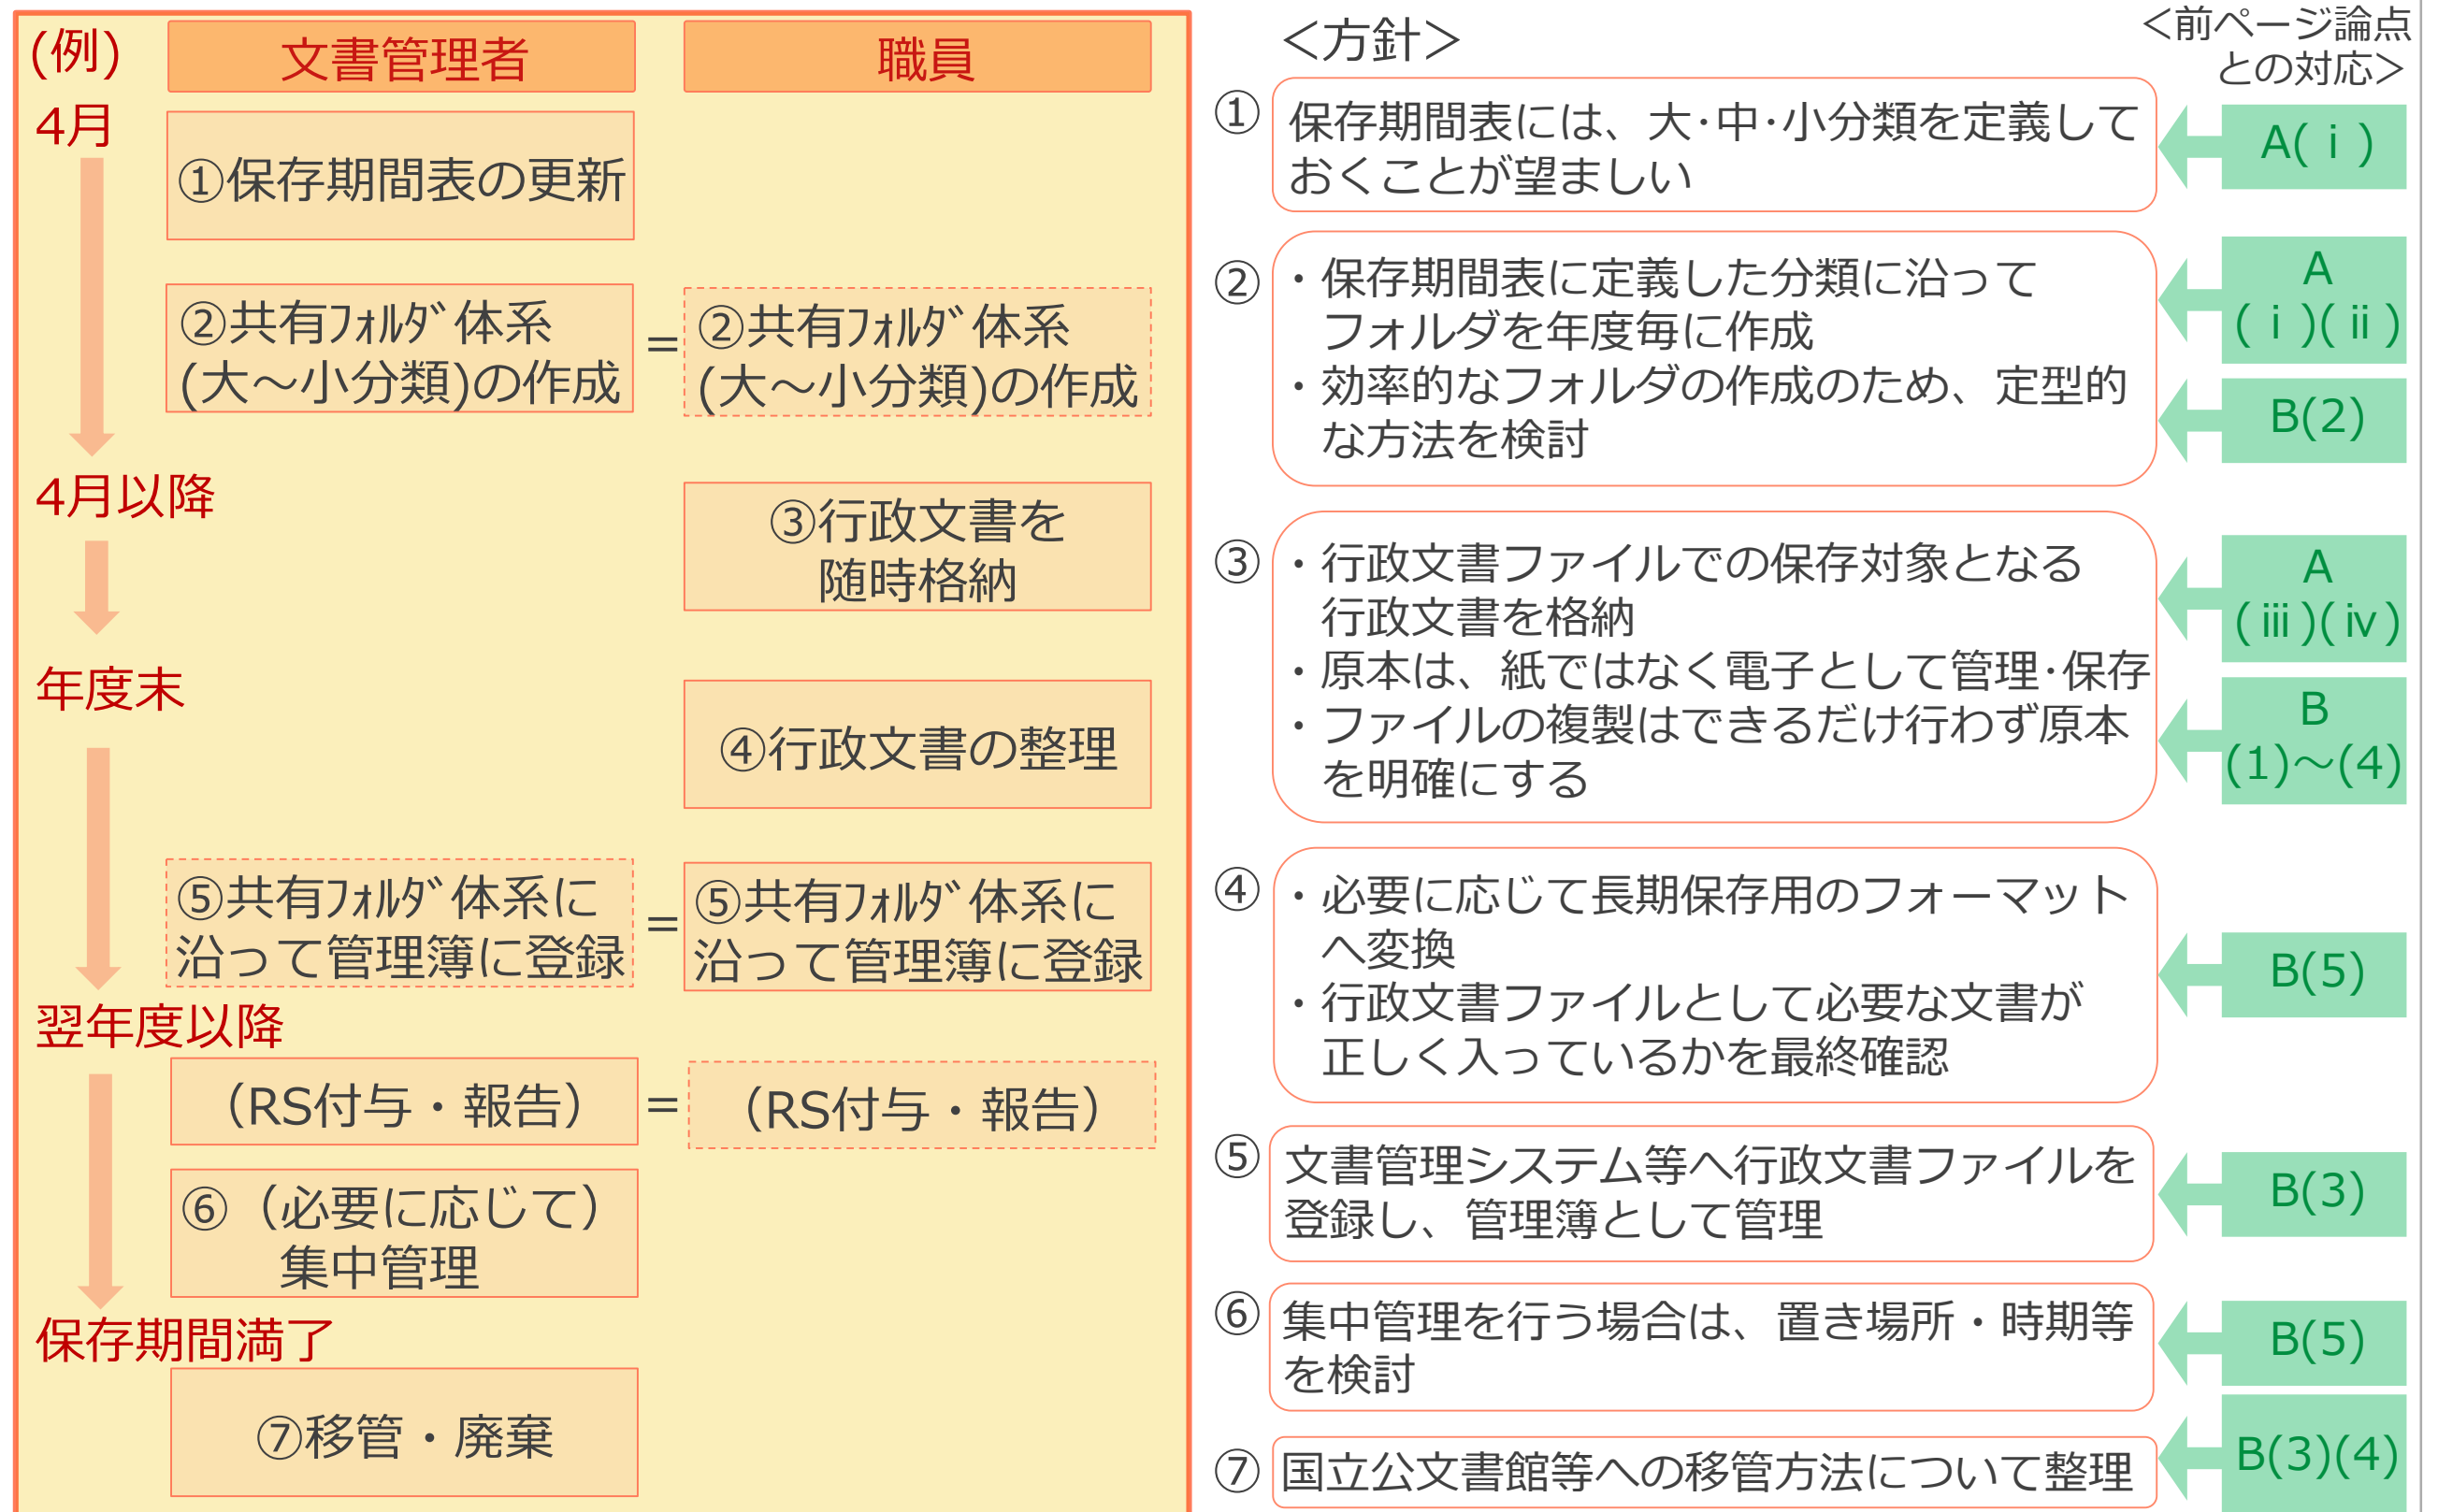 (例)
文書管理者
職員
4月
①保存期間表の更新
②共有ﾌｫﾙﾀﾞ体系
(大～小分類)の作成
=
②共有ﾌｫﾙﾀﾞ体系
(大～小分類)の作成
4月以降
③行政文書を
随時格納
年度末
④行政文書の整理
⑤共有ﾌｫﾙﾀﾞ体系に
沿って管理簿に登録
=
⑤共有ﾌｫﾙﾀﾞ体系に
沿って管理簿に登録
翌年度以降
（RS付与・報告）
=
（RS付与・報告）
⑥（必要に応じて）
集中管理
保存期間満了
⑦移管・廃棄
＜方針＞
＜前ページ論点
との対応＞
①
保存期間表には、大･中･小分類を定義して
おくことが望ましい
A(ⅰ)
②
・保存期間表に定義した分類に沿って
フォルダを年度毎に作成
・効率的なフォルダの作成のため、定型的
な方法を検討
A
(ⅰ)(ⅱ)
B(2)
③
・行政文書ファイルでの保存対象となる
行政文書を格納
・原本は、紙ではなく電子として管理･保存
・ファイルの複製はできるだけ行わず原本
を明確にする
A
(ⅲ)(ⅳ)
B
(1)～(4)
④
・必要に応じて長期保存用のフォーマット
へ変換
・行政文書ファイルとして必要な文書が
正しく入っているかを最終確認
B(5)
⑤
文書管理システム等へ行政文書ファイルを
登録し、管理簿として管理
B(3)
⑥
集中管理を行う場合は、置き場所・時期等
を検討
B(5)
⑦
国立公文書館等への移管方法について整理
B(3)(4)